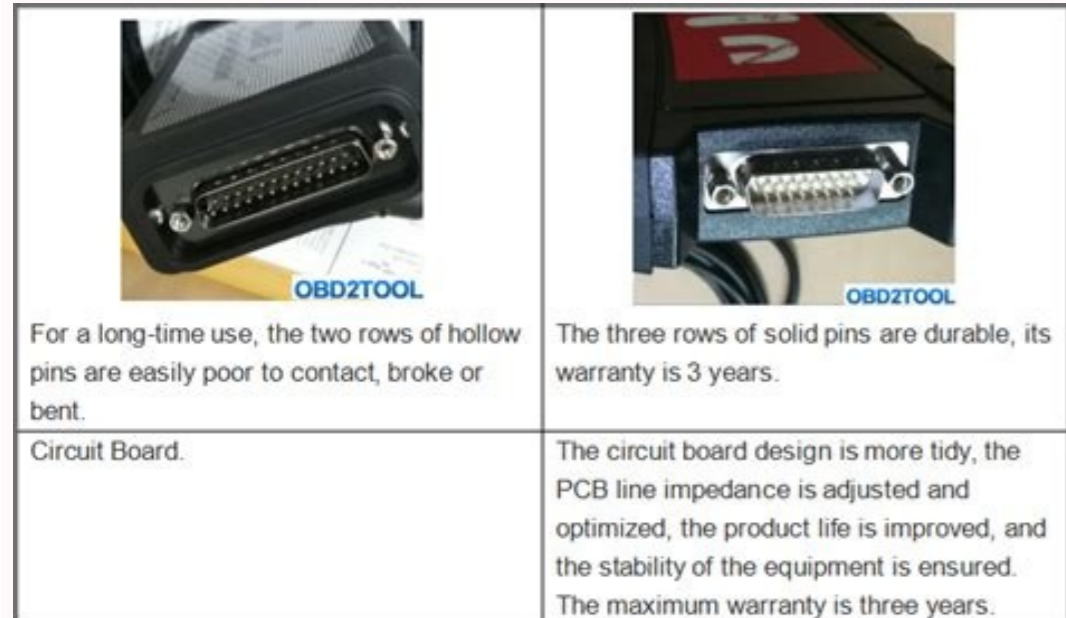 OBD2TOOL
For a long-time use, the two rows of hollow
pins are easily poor to contact, broke or
bent.
OBD2TOOL
The three rows of solid pins are durable, its
warranty is 3 years.
Circuit Board.
The circuit board design is more tidy, the
PCB line impedance is adjusted and
optimized, the product life is improved, and
the stability of the equipment is ensured.
The maximum warranty is three years.